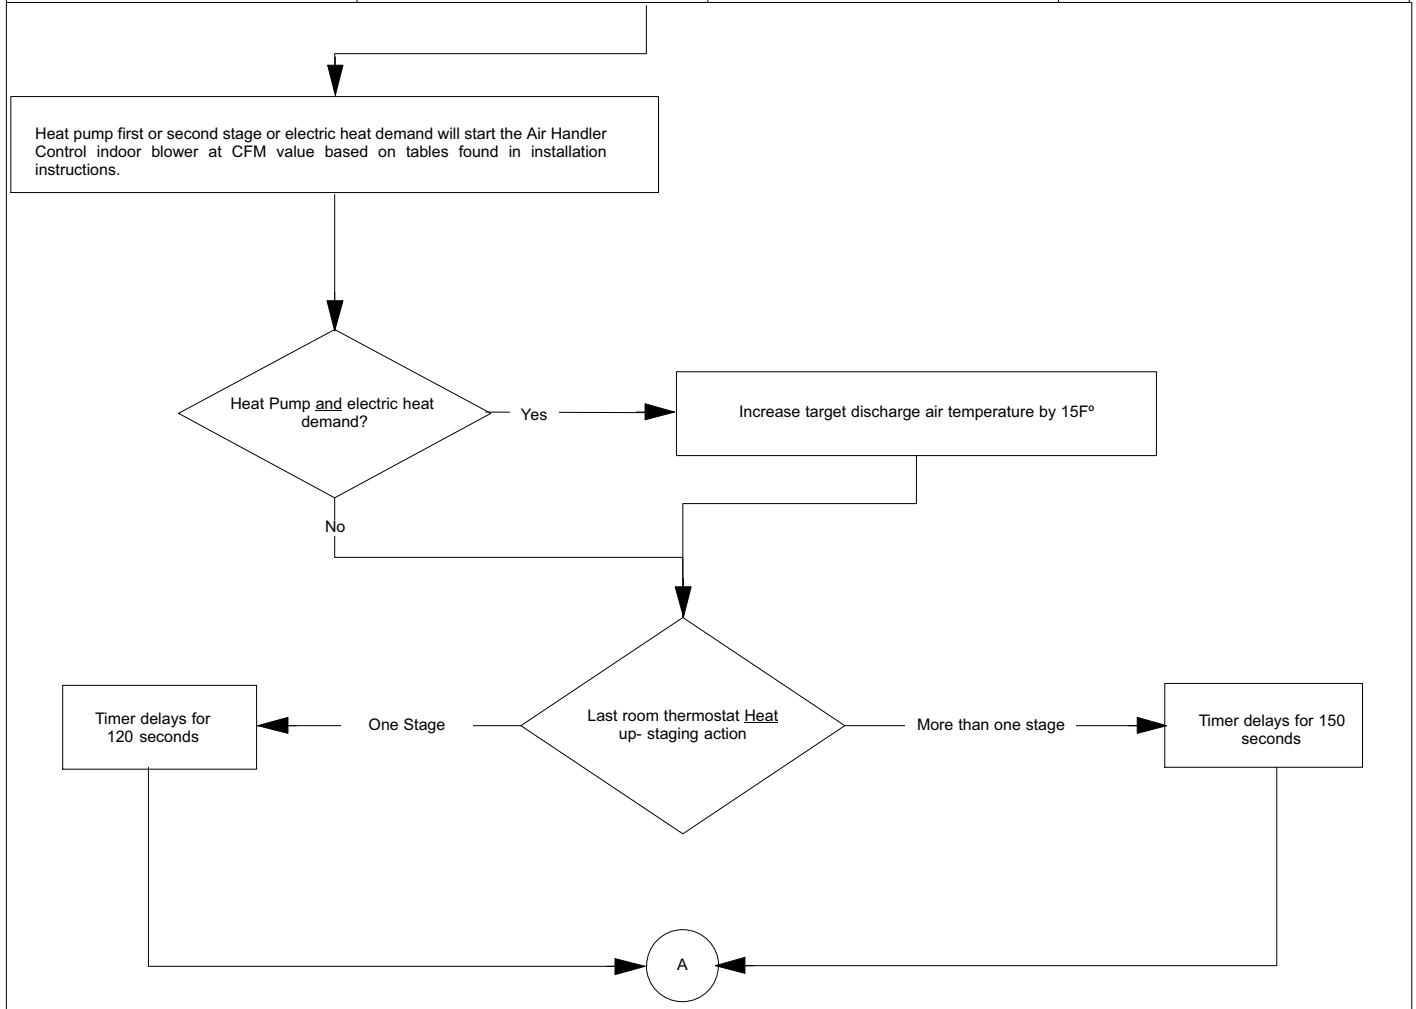 Heat pump first or second stage or electric heat demand will start the Air Handler
Control indoor blower at CFM value based on tables found in installation
instructions.
Heat Pump and electric heat
demand?
Yes
Increase target discharge air temperature by 15Fº
No
Last room thermostat Heat
up- staging action
One Stage
Timer delays for
120 seconds
More than one stage
Timer delays for 150
seconds
A